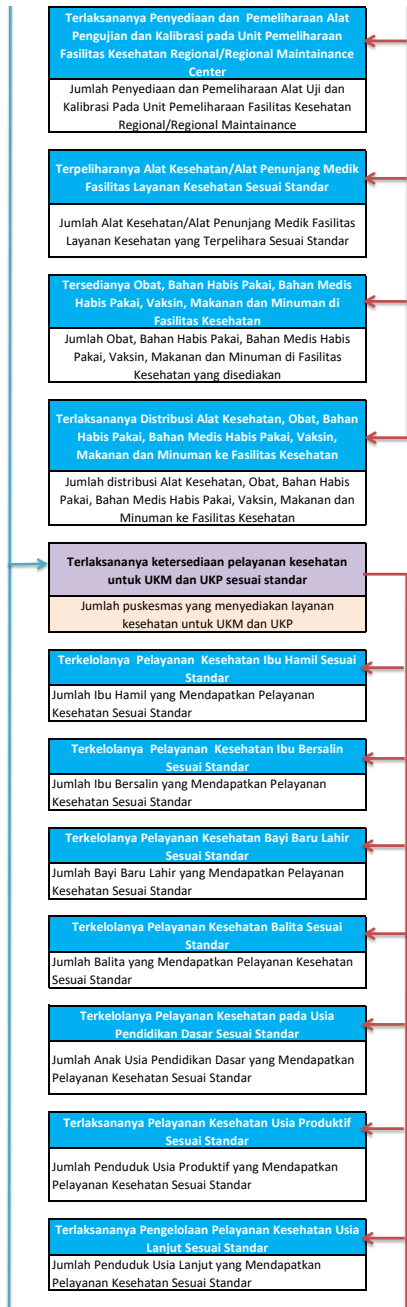 Terlaksananya Penyediaan dan  Pemeliharaan Alat
Pengujian dan Kalibrasi pada Unit Pemeliharaan
Fasilitas Kesehatan Regional/Regional Maintainance
Center
Jumlah Penyediaan dan Pemeliharaan Alat Uji dan
Kalibrasi Pada Unit Pemeliharaan Fasilitas Kesehatan
Regional/Regional Maintainance
Terpeliharanya Alat Kesehatan/Alat Penunjang Medik
Fasilitas Layanan Kesehatan Sesuai Standar
Jumlah Alat Kesehatan/Alat Penunjang Medik Fasilitas
Layanan Kesehatan yang Terpelihara Sesuai Standar
Tersedianya Obat, Bahan Habis Pakai, Bahan Medis
Habis Pakai, Vaksin, Makanan dan Minuman di
Fasilitas Kesehatan
Jumlah Obat, Bahan Habis Pakai, Bahan Medis Habis
Pakai, Vaksin, Makanan dan Minuman di Fasilitas
Kesehatan yang disediakan
Terlaksananya Distribusi Alat Kesehatan, Obat, Bahan
Habis Pakai, Bahan Medis Habis Pakai, Vaksin,
Makanan dan Minuman ke Fasilitas Kesehatan
Jumlah distribusi Alat Kesehatan, Obat, Bahan Habis
Pakai, Bahan Medis Habis Pakai, Vaksin, Makanan dan
Minuman ke Fasilitas Kesehatan
Terlaksananya ketersediaan pelayanan kesehatan
untuk UKM dan UKP sesuai standar
Jumlah puskesmas yang menyediakan layanan
kesehatan untuk UKM dan UKP
Terkelolanya  Pelayanan  Kesehatan Ibu Hamil Sesuai
Standar
Jumlah Ibu Hamil yang Mendapatkan Pelayanan
Kesehatan Sesuai Standar
Terkelolanya  Pelayanan  Kesehatan Ibu Bersalin
Sesuai Standar
Jumlah Ibu Bersalin yang Mendapatkan Pelayanan
Kesehatan Sesuai Standar
Terkelolanya Pelayanan Kesehatan Bayi Baru Lahir
Sesuai Standar
Jumlah Bayi Baru Lahir yang Mendapatkan Pelayanan
Kesehatan Sesuai Standar
Terkelolanya Pelayanan Kesehatan Balita Sesuai
Standar
Jumlah Balita yang Mendapatkan Pelayanan Kesehatan
Sesuai Standar
Terkelolanya Pelayanan Kesehatan pada Usia
Pendidikan Dasar Sesuai Standar
Jumlah Anak Usia Pendidikan Dasar yang Mendapatkan
Pelayanan Kesehatan Sesuai Standar
Terlaksananya Pelayanan Kesehatan Usia Produktif
Sesuai Standar
Jumlah Penduduk Usia Produktif yang Mendapatkan
Pelayanan Kesehatan Sesuai Standar
Terlaksananya Pengelolaan Pelayanan Kesehatan Usia
Lanjut Sesuai Standar
Jumlah Penduduk Usia Lanjut yang Mendapatkan
Pelayanan Kesehatan Sesuai Standar